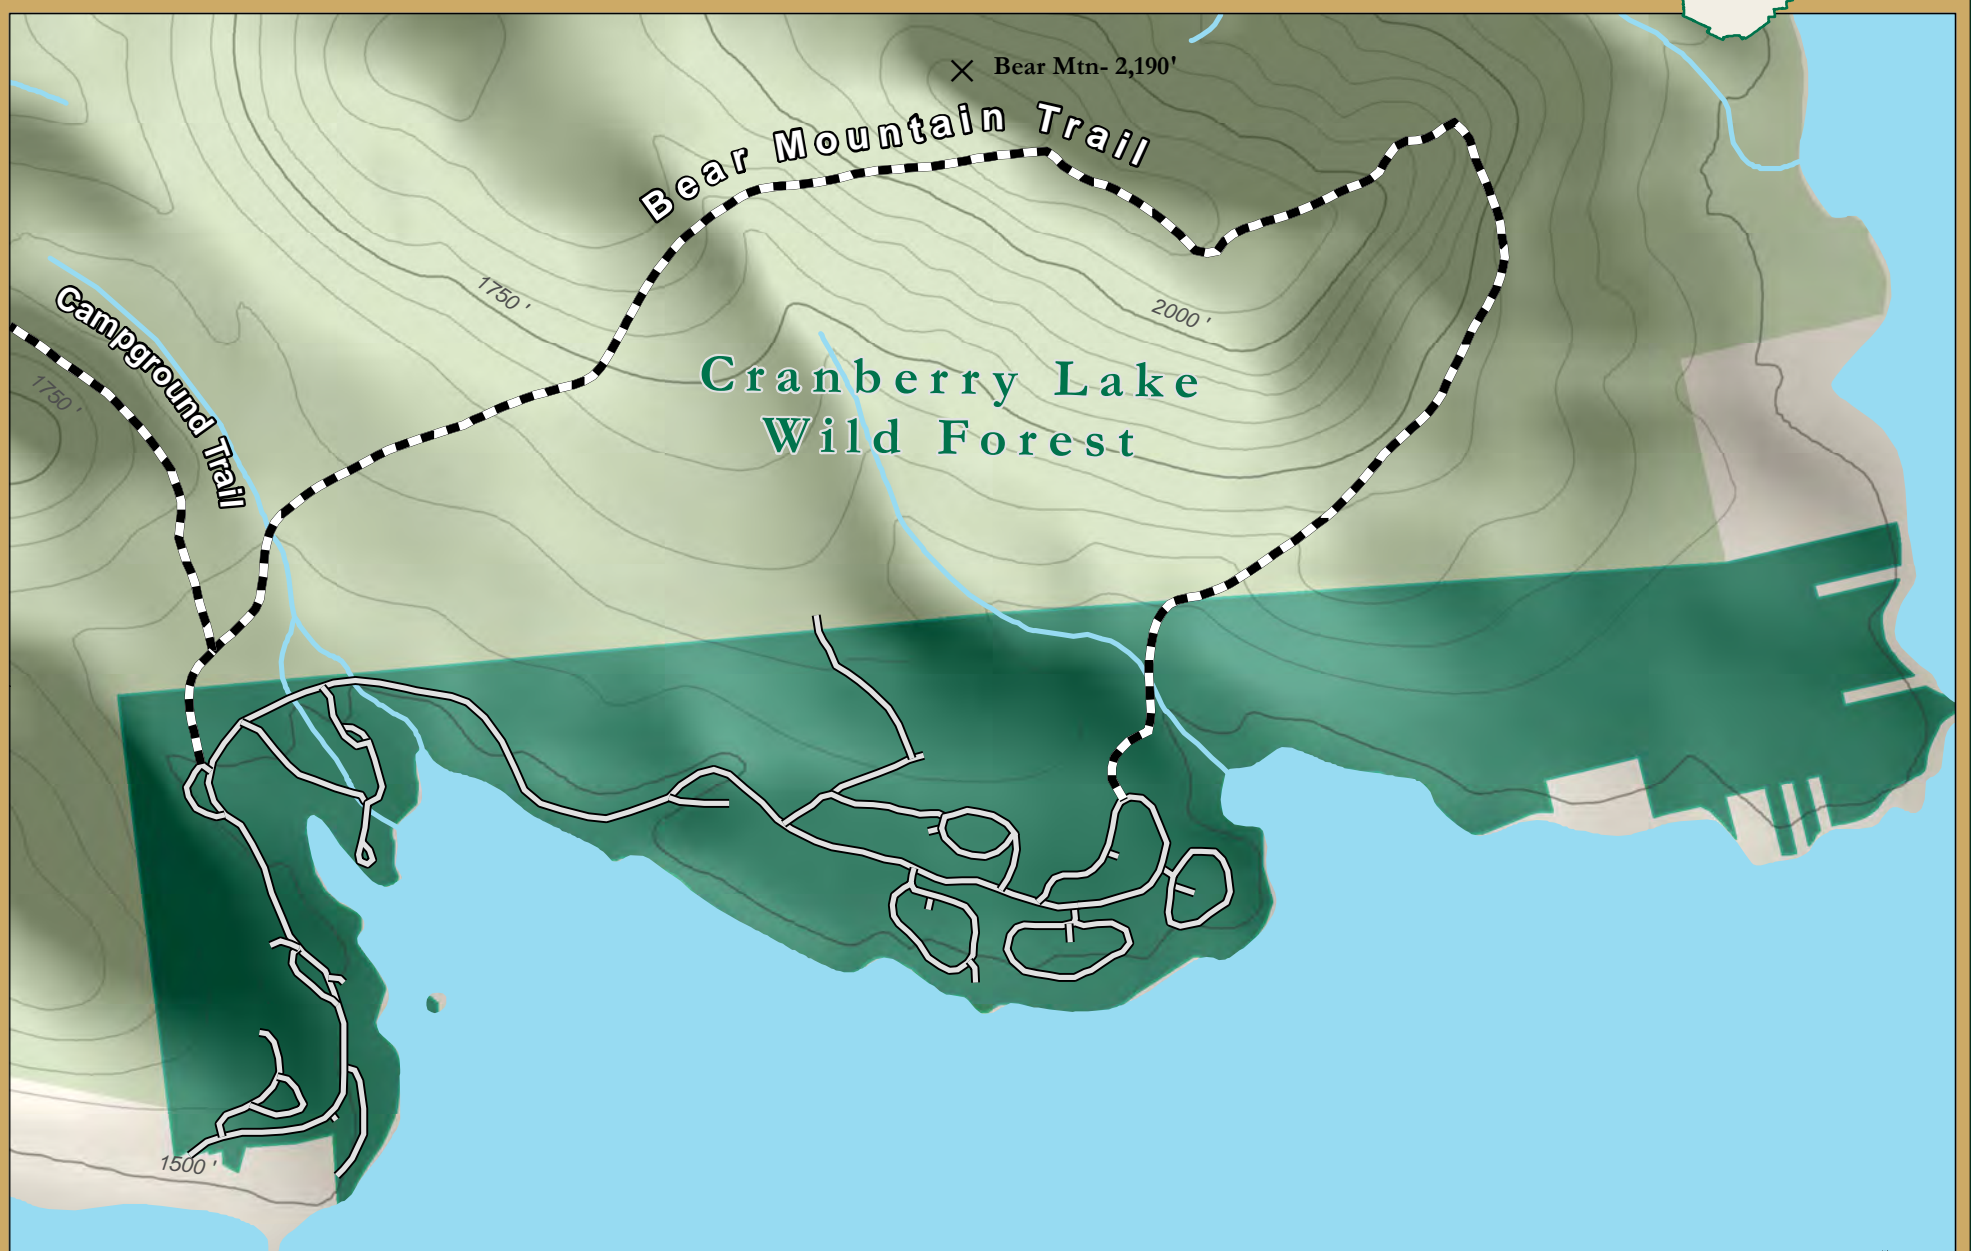 Bear Mtn- 2,190'
Bear Mountain Trail
1750 '
2000 '
Campground Trail
1750 '
Cranberry Lake
Wild Forest
1500 '